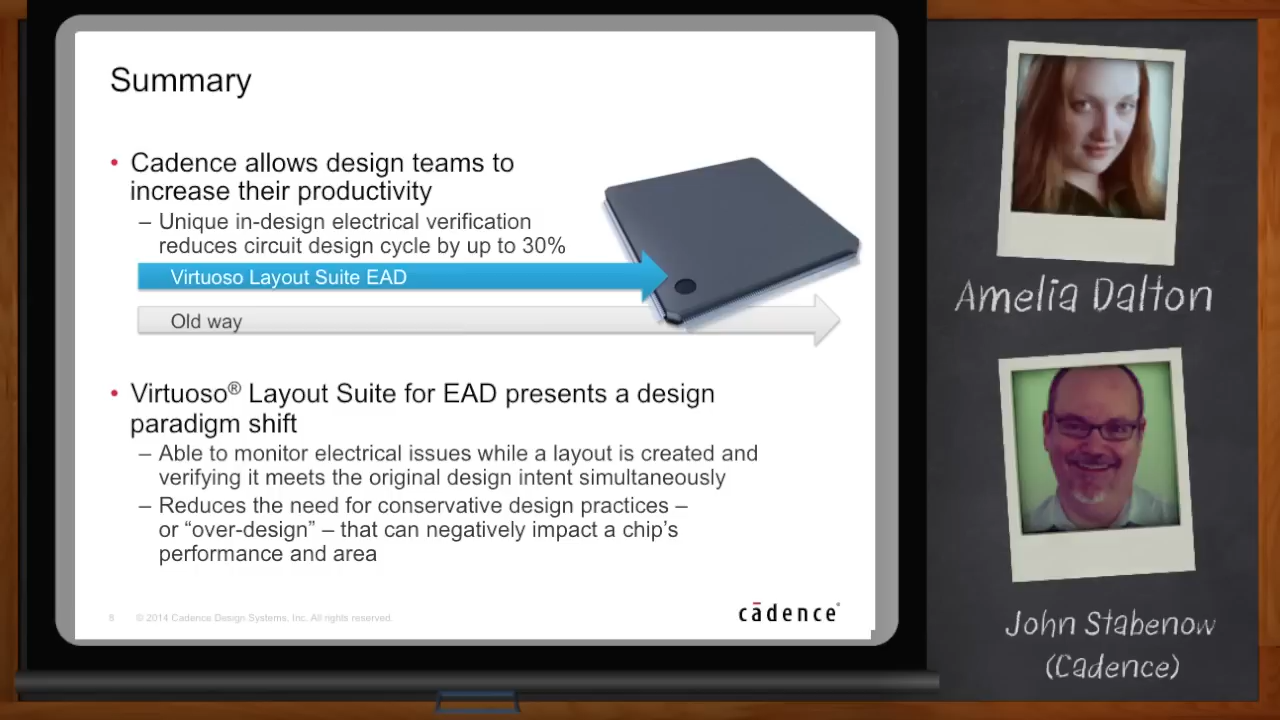 Summary
• Cadence allows design teams to
increase their productivity
– Unique in-design electrical verification
reduces circuit design cycle by up to 30%
Virtuoso Layout Suite EAD
Old way
• Virtuoso® Layout Suite for EAD presents a design
paradigm shift
– Able to monitor electrical issues while a layout is created and
verifying it meets the original design intent simultaneously
– Reduces the need for conservative design practices –
or “over-design” – that can negatively impact a chip’s
performance and area
8 © 2014 Cadence Design Systems, Inc. All rights reserved.
cādence®
Amelia Dalton
John Stabenow
(Cadence)